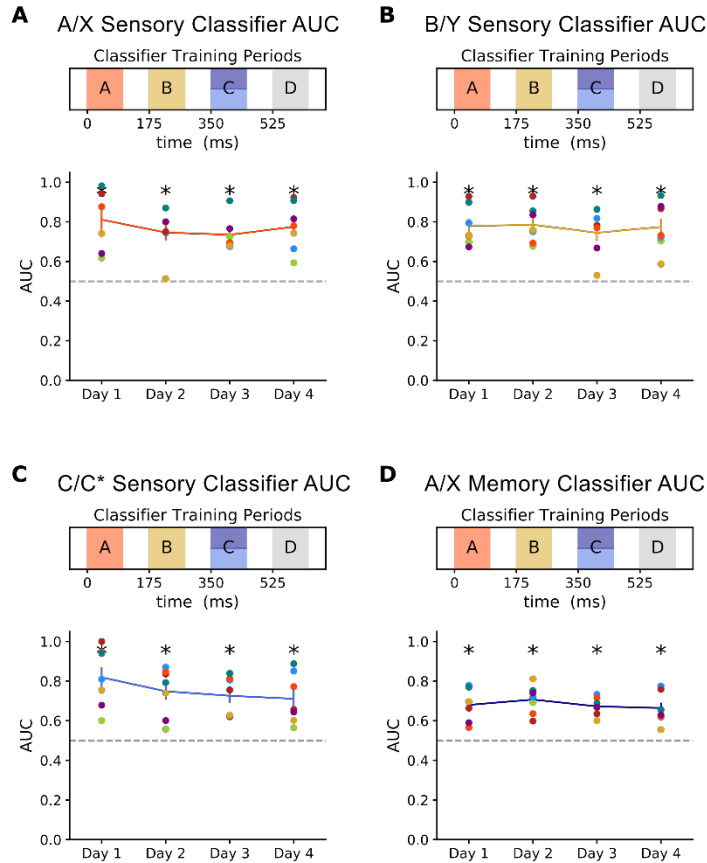 A
A/X Sensory Classifier AUC
Classifier Training Periods
A B C D
0 175 350 525
time (ms)
* * * *
1.0
0.8
0.6
0.4
0.2
0.0
AUC
Day 1 Day 2 Day 3 Day 4
B
B/Y Sensory Classifier AUC
Classifier Training Periods
A B C D
0 175 350 525
time (ms)
* * * *
1.0
0.8
0.6
0.4
0.2
0.0
AUC
Day 1 Day 2 Day 3 Day 4
C
C/C* Sensory Classifier AUC
Classifier Training Periods
A B C D
0 175 350 525
time (ms)
* * * *
1.0
0.8
0.6
0.4
0.2
0.0
AUC
Day 1 Day 2 Day 3 Day 4
D
A/X Memory Classifier AUC
Classifier Training Periods
A B C D
0 175 350 525
time (ms)
* * * *
1.0
0.8
0.6
0.4
0.2
0.0
AUC
Day 1 Day 2 Day 3 Day 4